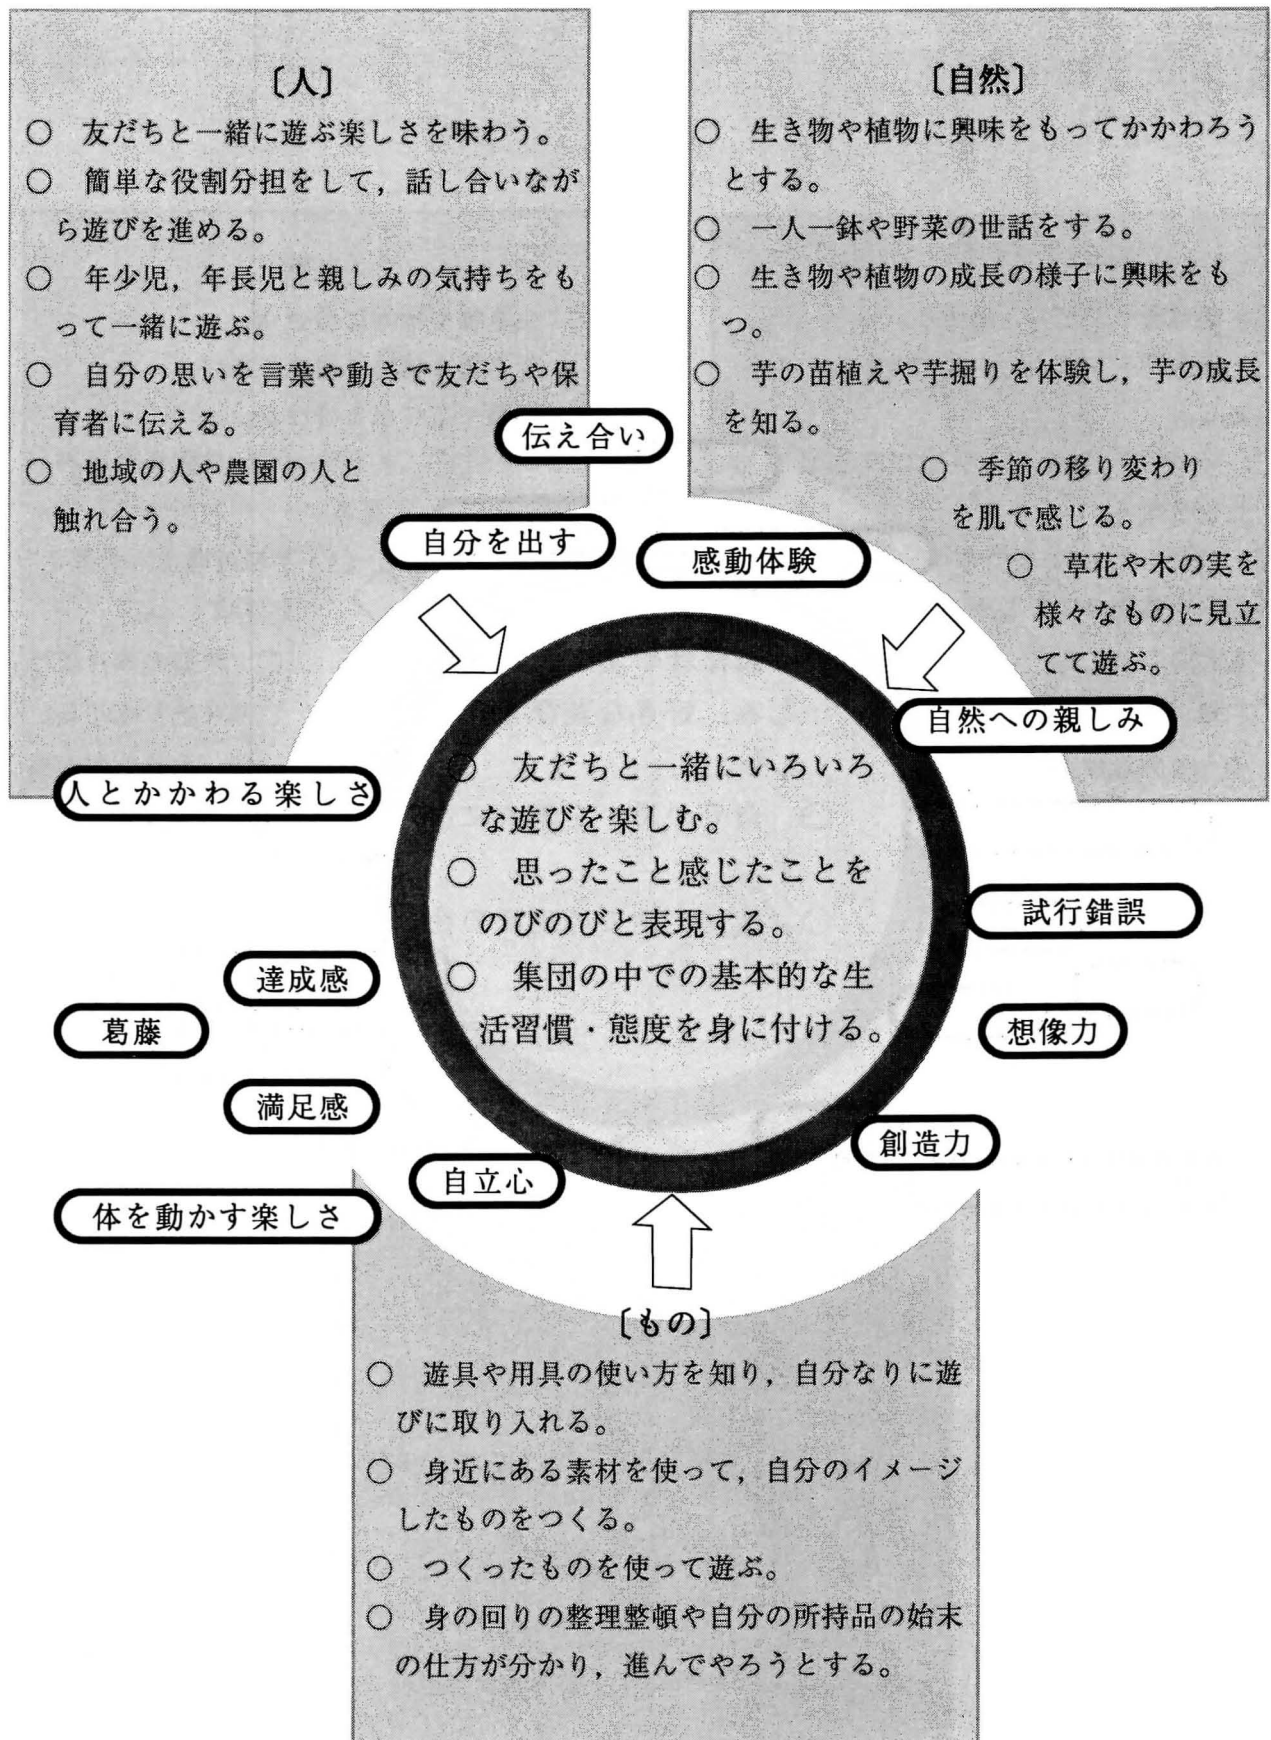 〔人〕
○　友だちと一緒に遊ぶ楽しさを味わう。
○　簡単な役割分担をして，話し合いなが
ら遊びを進める。
○　年少児，年長児と親しみの気持ちをも
って一緒に遊ぶ。
○　自分の思いを言葉や動きで友だちや保
育者に伝える。
○　地域の人や農園の人と
触れ合う。
〔自然〕
○　生き物や植物に興味をもってかかわろう
とする。
○　一人一鉢や野菜の世話をする。
○　生き物や植物の成長の様子に興味をも
つ。
○　芋の苗植えや芋掘りを体験し，芋の成長
を知る。
○　季節の移り変わり
を肌で感じる。
○　草花や木の実を
様々なものに見立
てて遊ぶ。
伝え合い
自分を出す
感動体験
自然への親しみ
人とかかわる楽しさ
○　友だちと一緒にいろいろ
な遊びを楽しむ。
○　思ったこと感じたことを
のびのびと表現する。
○　集団の中での基本的な生
活習慣・態度を身に付ける。
試行錯誤
達成感
葛藤
想像力
満足感
創造力
自立心
体を動かす楽しさ
〔もの〕
○　遊具や用具の使い方を知り，自分なりに遊
びに取り入れる。
○　身近にある素材を使って，自分のイメージ
したものをつくる。
○　つくったものを使って遊ぶ。
○　身の回りの整理整頓や自分の所持品の始末
の仕方が分かり，進んでやろうとする。